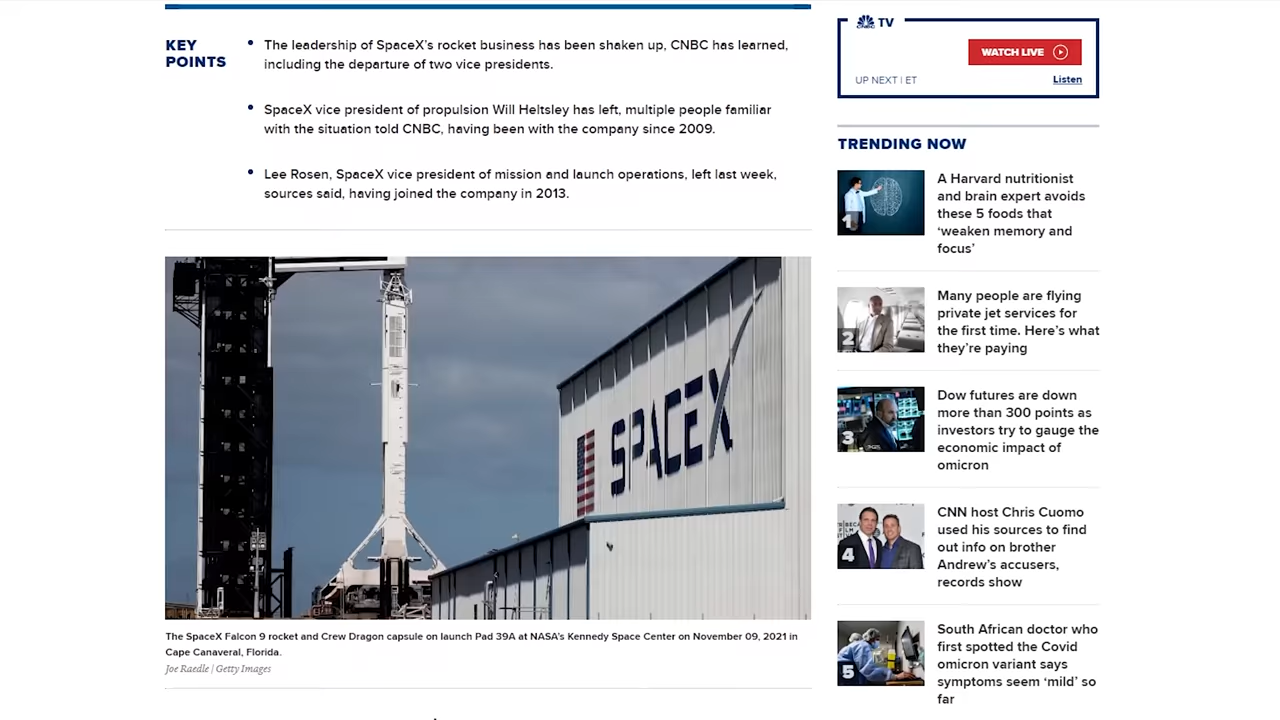 KEY
POINTS
The leadership of SpaceX's rocket business has been shaken up, CNBC has learned,
including the departure of two vice presidents.
SpaceX vice president of propulsion Will Heltsley has left, multiple people familiar
with the situation told CNBC, having been with the company since 2009.
Lee Rosen, SpaceX vice president of mission and launch operations, left last week,
sources said, having joined the company in 2013.
SPACEX
The SpaceX Falcon 9 rocket and Crew Dragon capsule on launch Pad 39A at NASA's Kennedy Space Center on November 09, 2021 in
Cape Canaveral, Florida.
Joe Raedle | Getty Images
CNBC TV
WATCH LIVE
UP NEXT | ET
Listen
TRENDING NOW
1
A Harvard nutritionist
and brain expert avoids
these 5 foods that
‘weaken memory and
focus’
2
Many people are flying
private jet services for
the first time. Here's what
they're paying
3
Dow futures are down
more than 300 points as
investors try to gauge the
economic impact of
omicron
4
CNN host Chris Cuomo
used his sources to find
out info on brother
Andrew's accusers,
records show
5
South African doctor who
first spotted the Covid
omicron variant says
symptoms seem ‘mild’ so
far